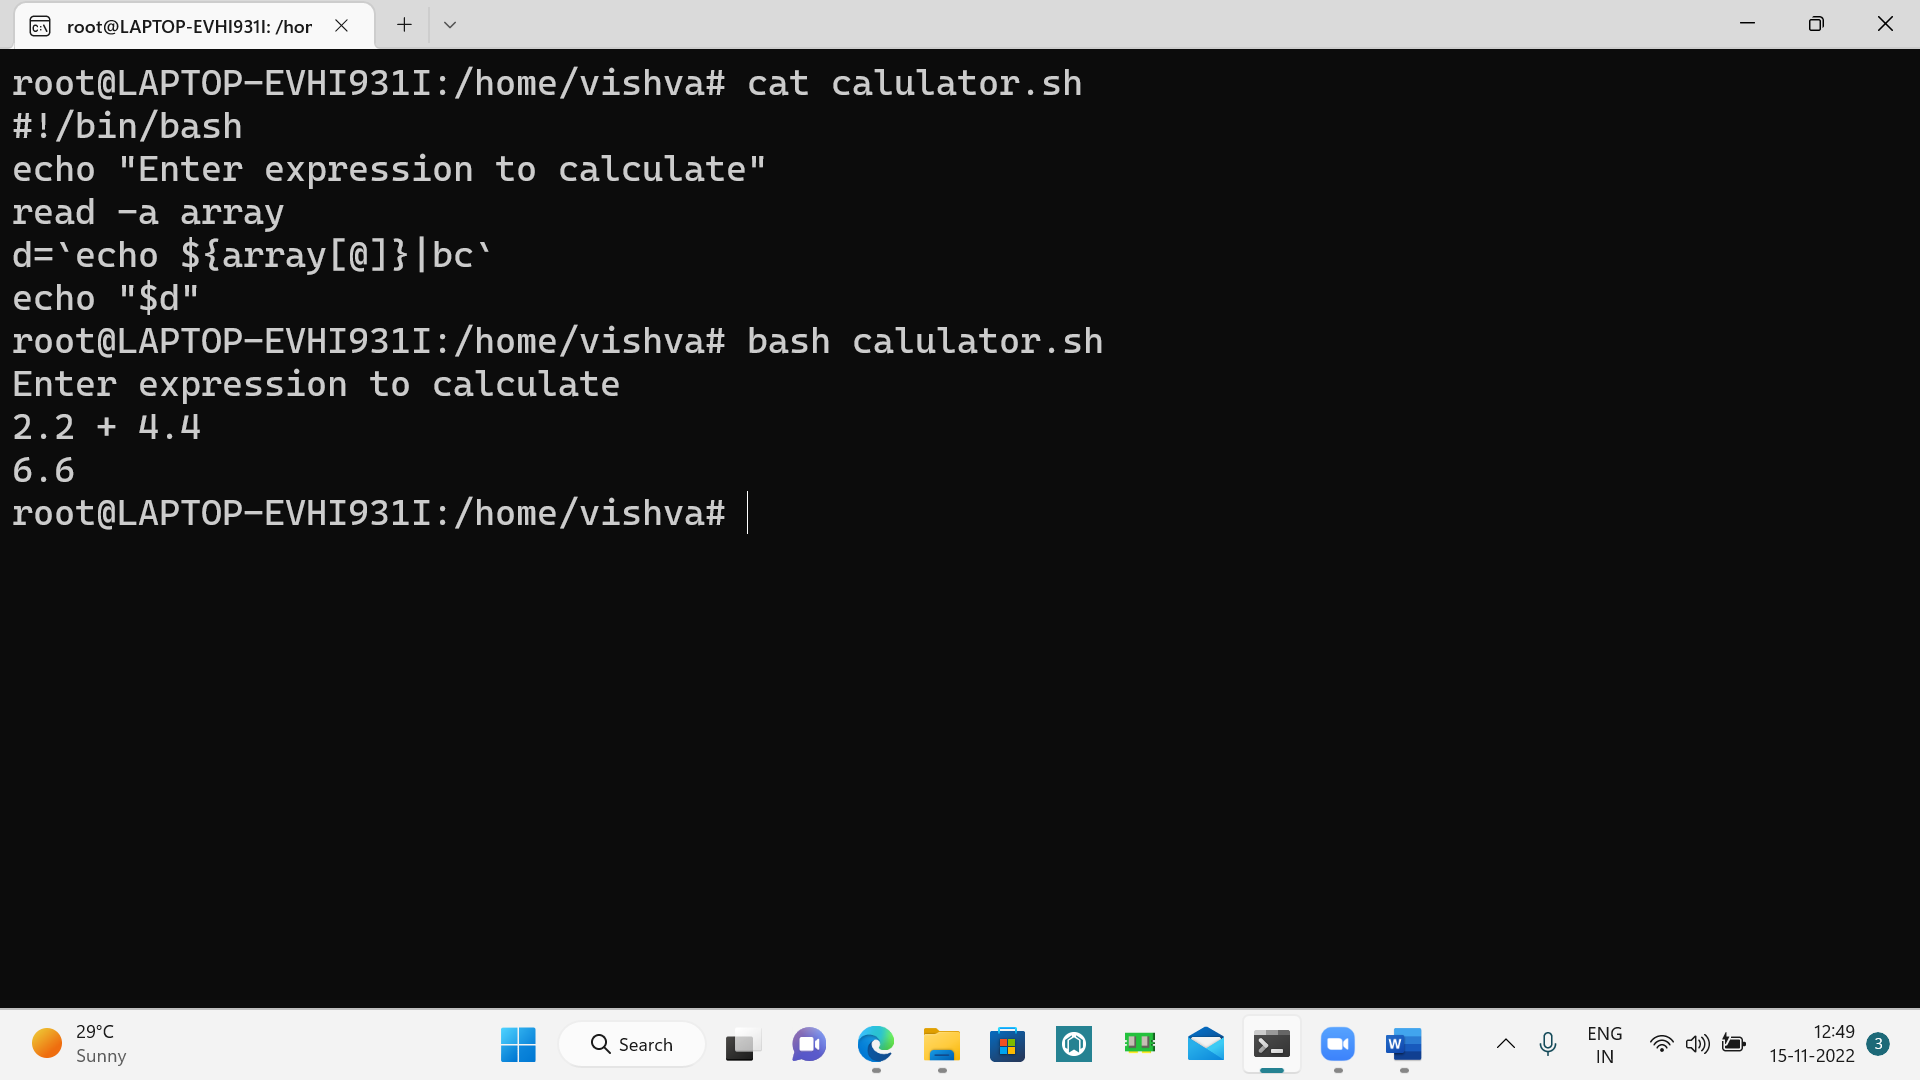 root@LAPTOP-EVHI931I: /hor
root@LAPTOP-EVHI931I:/home/vishva# cat calulator.sh
#!/bin/bash
echo "Enter expression to calculate"
read -a array
d=`echo ${array[@]}|bc`
echo "$d"
root@LAPTOP-EVHI931I:/home/vishva# bash calulator.sh
Enter expression to calculate
2.2 + 4.4
6.6
root@LAPTOP-EVHI931I:/home/vishva#
29°C
Sunny
Search
ENG
IN
12:49
15-11-2022
3